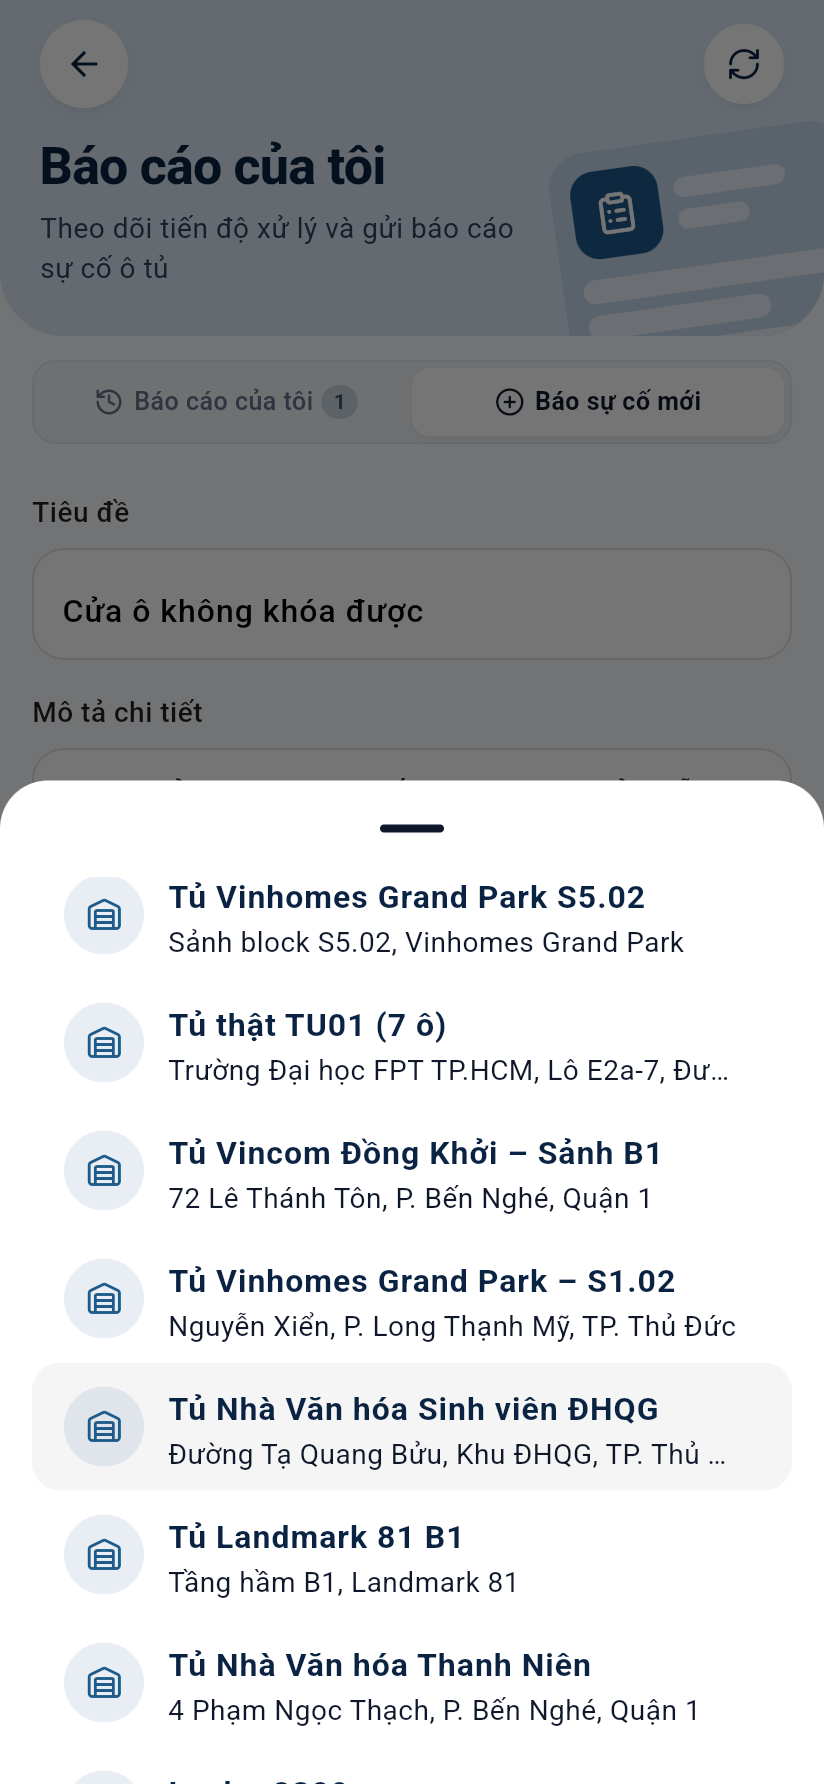 Báo cáo của tôi
Theo dõi tiến độ xử lý và gửi báo cáo
sự cố ô tủ
Báo cáo của tôi 1
Báo sự cố mới
Tiêu đề
Cửa ô không khóa được
Mô tả chi tiết
Tủ Vinhomes Grand Park S5.02
Sảnh block S5.02, Vinhomes Grand Park
Tủ thật TU01 (7 ô)
Trường Đại học FPT TP.HCM, Lô E2a-7, Đư…
Tủ Vincom Đồng Khởi – Sảnh B1
72 Lê Thánh Tôn, P. Bến Nghé, Quận 1
Tủ Vinhomes Grand Park – S1.02
Nguyễn Xiển, P. Long Thạnh Mỹ, TP. Thủ Đức
Tủ Nhà Văn hóa Sinh viên ĐHQG
Đường Tạ Quang Bửu, Khu ĐHQG, TP. Thủ …
Tủ Landmark 81 B1
Tầng hầm B1, Landmark 81
Tủ Nhà Văn hóa Thanh Niên
4 Phạm Ngọc Thạch, P. Bến Nghé, Quận 1